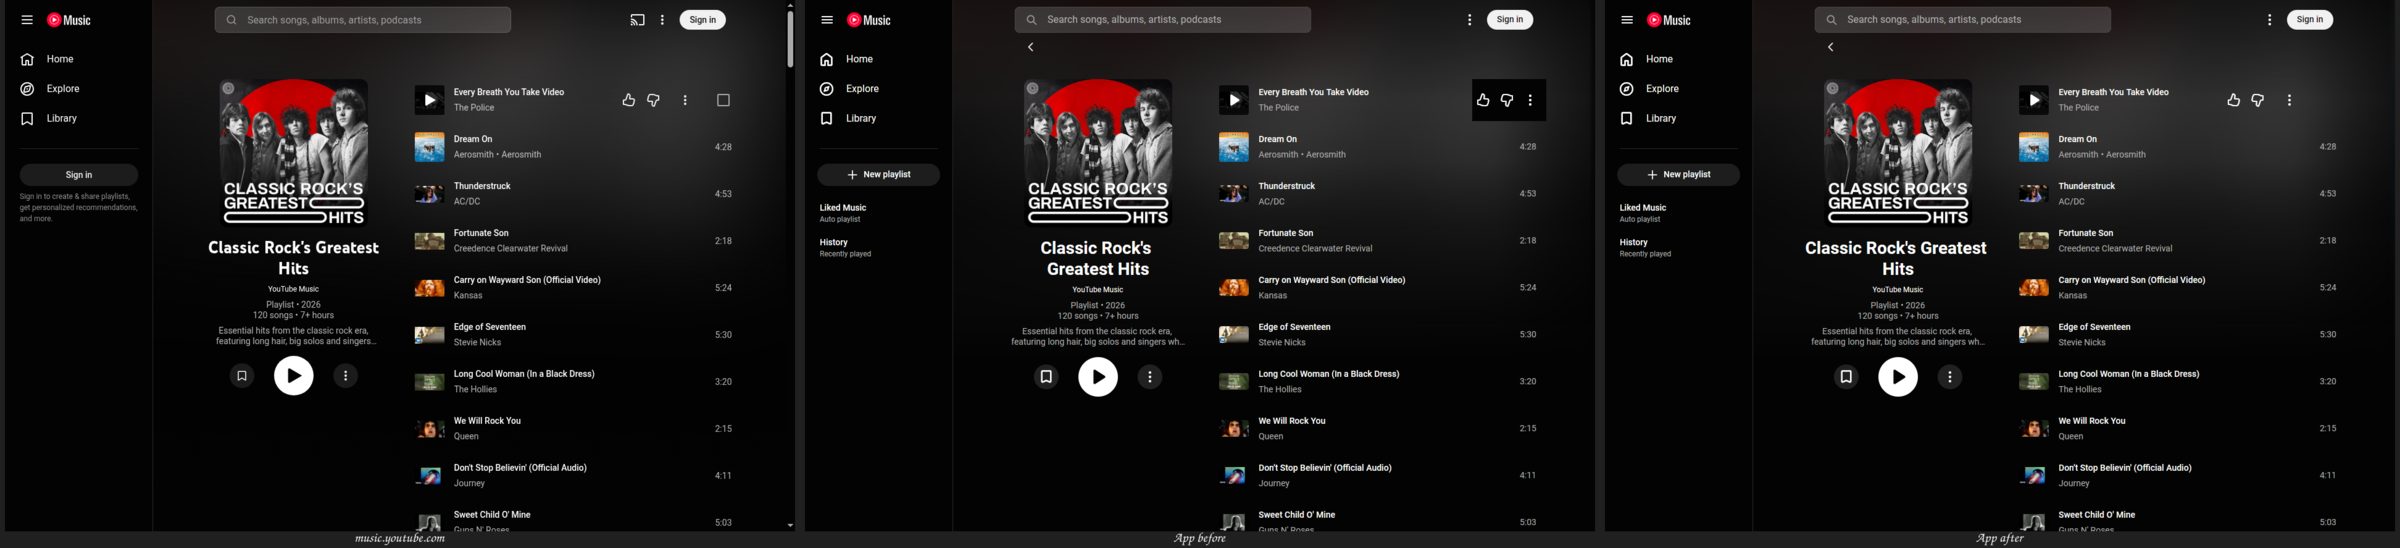 Music
Search songs, albums, artists, podcasts
Sign in
Home
Explore
Library
Sign in
Sign in to create & share playlists,
get personalized recommendations,
and more.
CLASSIC ROCK'S
GREATEST
HITS
Classic Rock's Greatest
Hits
YouTube Music
Playlist • 2026
120 songs • 7+ hours
Essential hits from the classic rock era,
featuring long hair, big solos and singers...
Every Breath You Take Video
The Police
Dream On
Aerosmith • Aerosmith
4:28
Thunderstruck
AC/DC
4:53
Fortunate Son
Creedence Clearwater Revival
2:18
Carry on Wayward Son (Official Video)
Kansas
5:24
Edge of Seventeen
Stevie Nicks
5:30
Long Cool Woman (In a Black Dress)
The Hollies
3:20
We Will Rock You
Queen
2:15
Don't Stop Believin' (Official Audio)
Journey
4:11
Sweet Child O' Mine
Guns N' Roses
5:03
music.youtube.com
Music
Search songs, albums, artists, podcasts
Sign in
Home
Explore
Library
New playlist
Liked Music
Auto playlist
History
Recently played
CLASSIC ROCK'S
GREATEST
HITS
Classic Rock's
Greatest Hits
YouTube Music
Playlist • 2026
120 songs • 7+ hours
Essential hits from the classic rock era,
featuring long hair, big solos and singers wh...
Every Breath You Take Video
The Police
Dream On
Aerosmith • Aerosmith
4:28
Thunderstruck
AC/DC
4:53
Fortunate Son
Creedence Clearwater Revival
2:18
Carry on Wayward Son (Official Video)
Kansas
5:24
Edge of Seventeen
Stevie Nicks
5:30
Long Cool Woman (In a Black Dress)
The Hollies
3:20
We Will Rock You
Queen
2:15
Don't Stop Believin' (Official Audio)
Journey
4:11
Sweet Child O' Mine
Guns N' Roses
5:03
App before
Music
Search songs, albums, artists, podcasts
Sign in
Home
Explore
Library
New playlist
Liked Music
Auto playlist
History
Recently played
CLASSIC ROCK'S
GREATEST
HITS
Classic Rock's Greatest
Hits
YouTube Music
Playlist • 2026
120 songs • 7+ hours
Essential hits from the classic rock era,
featuring long hair, big solos and singers wh...
Every Breath You Take Video
The Police
Dream On
Aerosmith • Aerosmith
4:28
Thunderstruck
AC/DC
4:53
Fortunate Son
Creedence Clearwater Revival
2:18
Carry on Wayward Son (Official Video)
Kansas
5:24
Edge of Seventeen
Stevie Nicks
5:30
Long Cool Woman (In a Black Dress)
The Hollies
3:20
We Will Rock You
Queen
2:15
Don't Stop Believin' (Official Audio)
Journey
4:11
Sweet Child O' Mine
Guns N' Roses
5:03
App after